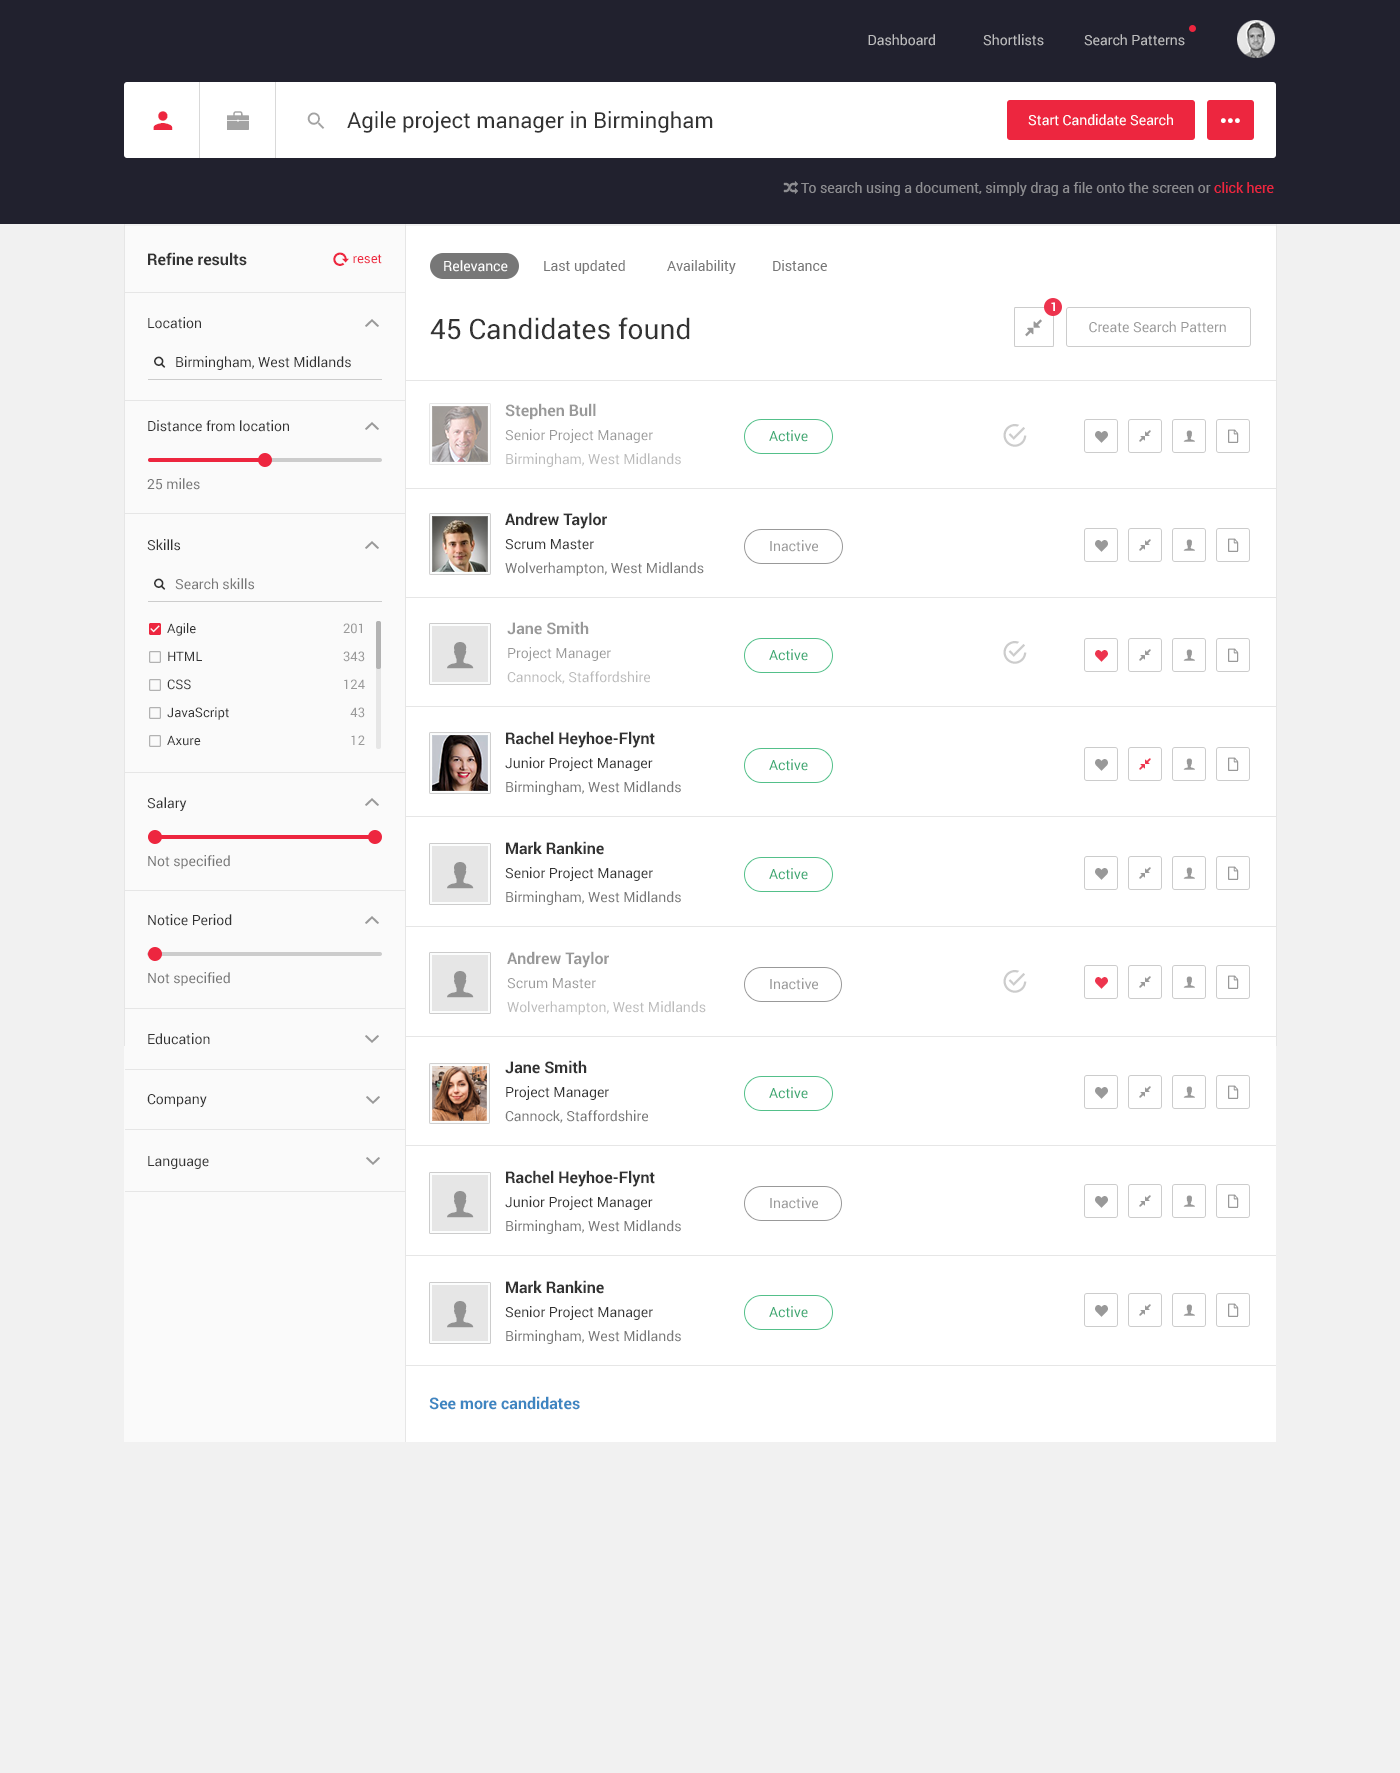 Dashboard
Shortlists
Search Patterns
Agile project manager in Birmingham
Start Candidate Search
To search using a document, simply drag a file onto the screen or click here
Refine results
reset
Location
Birmingham, West Midlands
Distance from location
25 miles
Skills
Search skills
Agile 201
HTML 343
CSS 124
JavaScript 43
Axure 12
Salary
Not specified
Notice Period
Not specified
Education
Company
Language
Relevance
Last updated
Availability
Distance
45 Candidates found
1
Create Search Pattern
Stephen Bull
Senior Project Manager
Birmingham, West Midlands
Active
Andrew Taylor
Scrum Master
Wolverhampton, West Midlands
Inactive
Jane Smith
Project Manager
Cannock, Staffordshire
Active
Rachel Heyhoe-Flynt
Junior Project Manager
Birmingham, West Midlands
Active
Mark Rankine
Senior Project Manager
Birmingham, West Midlands
Active
Andrew Taylor
Scrum Master
Wolverhampton, West Midlands
Inactive
Jane Smith
Project Manager
Cannock, Staffordshire
Active
Rachel Heyhoe-Flynt
Junior Project Manager
Birmingham, West Midlands
Inactive
Mark Rankine
Senior Project Manager
Birmingham, West Midlands
Active
See more candidates